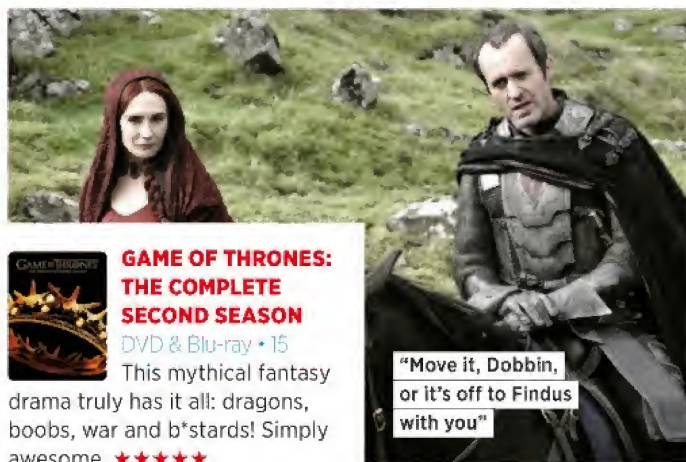 GAME OF THRONES
GAME OF THRONES:
THE COMPLETE
SECOND SEASON
DVD & Blu-ray • 15
This mythical fantasy
drama truly has it all: dragons,
boobs, war and b*stards! Simply
awesome. ★★★★★
"Move it, Dobbin,
or it's off to Findus
with you"